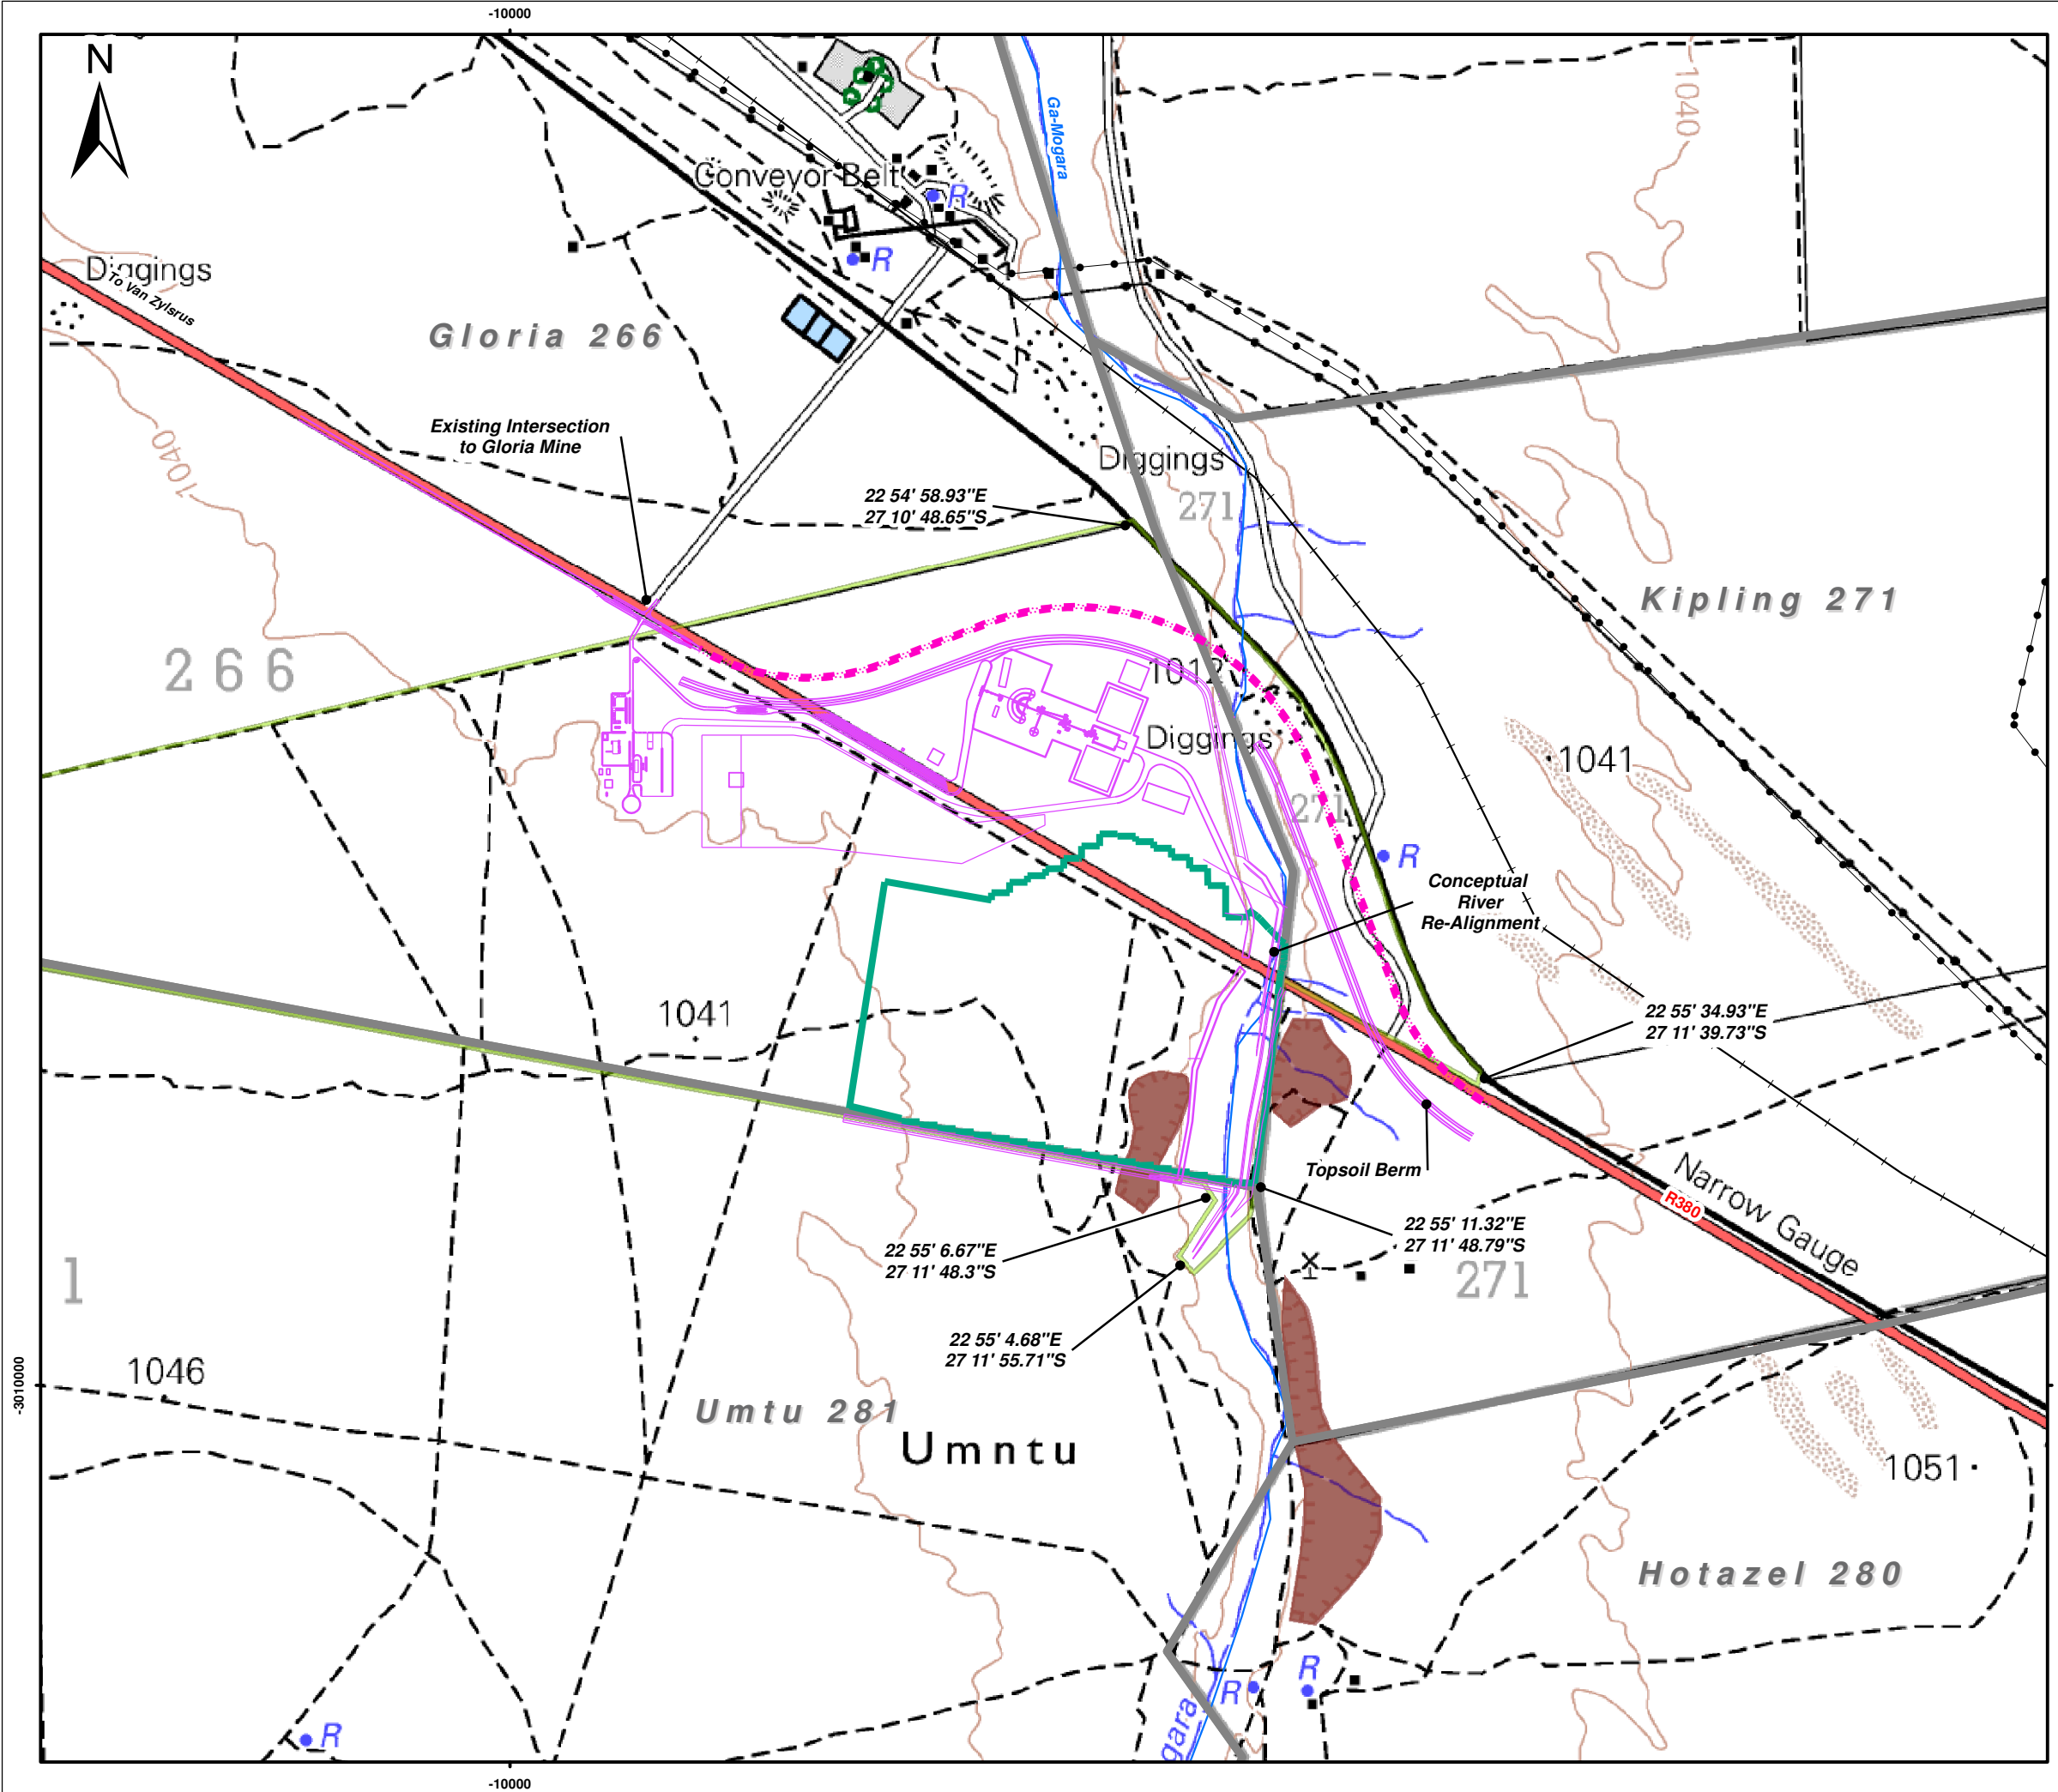 -10000
N
Ga-Mogara
1040
Conveyor Belt
R
R
Diggings
To Van Zylsrus
Gloria 266
Existing Intersection
to Gloria Mine
1040
Diggings
22 54' 58.93"E
27 10' 48.65"S
271
Kipling 271
266
1012
Diggings
1041
271
R
Conceptual
River
Re-Alignment
1041
22 55' 34.93"E
27 11' 39.73"S
Topsoil Berm
Narrow Gauge
R380
22 55' 6.67"E
27 11' 48.3"S
22 55' 11.32"E
27 11' 48.79"S
271
1
22 55' 4.68"E
27 11' 55.71"S
-3010000
1046
Umtu 281
Umntu
1051
Hotazel 280
R
R
gara
R
-10000